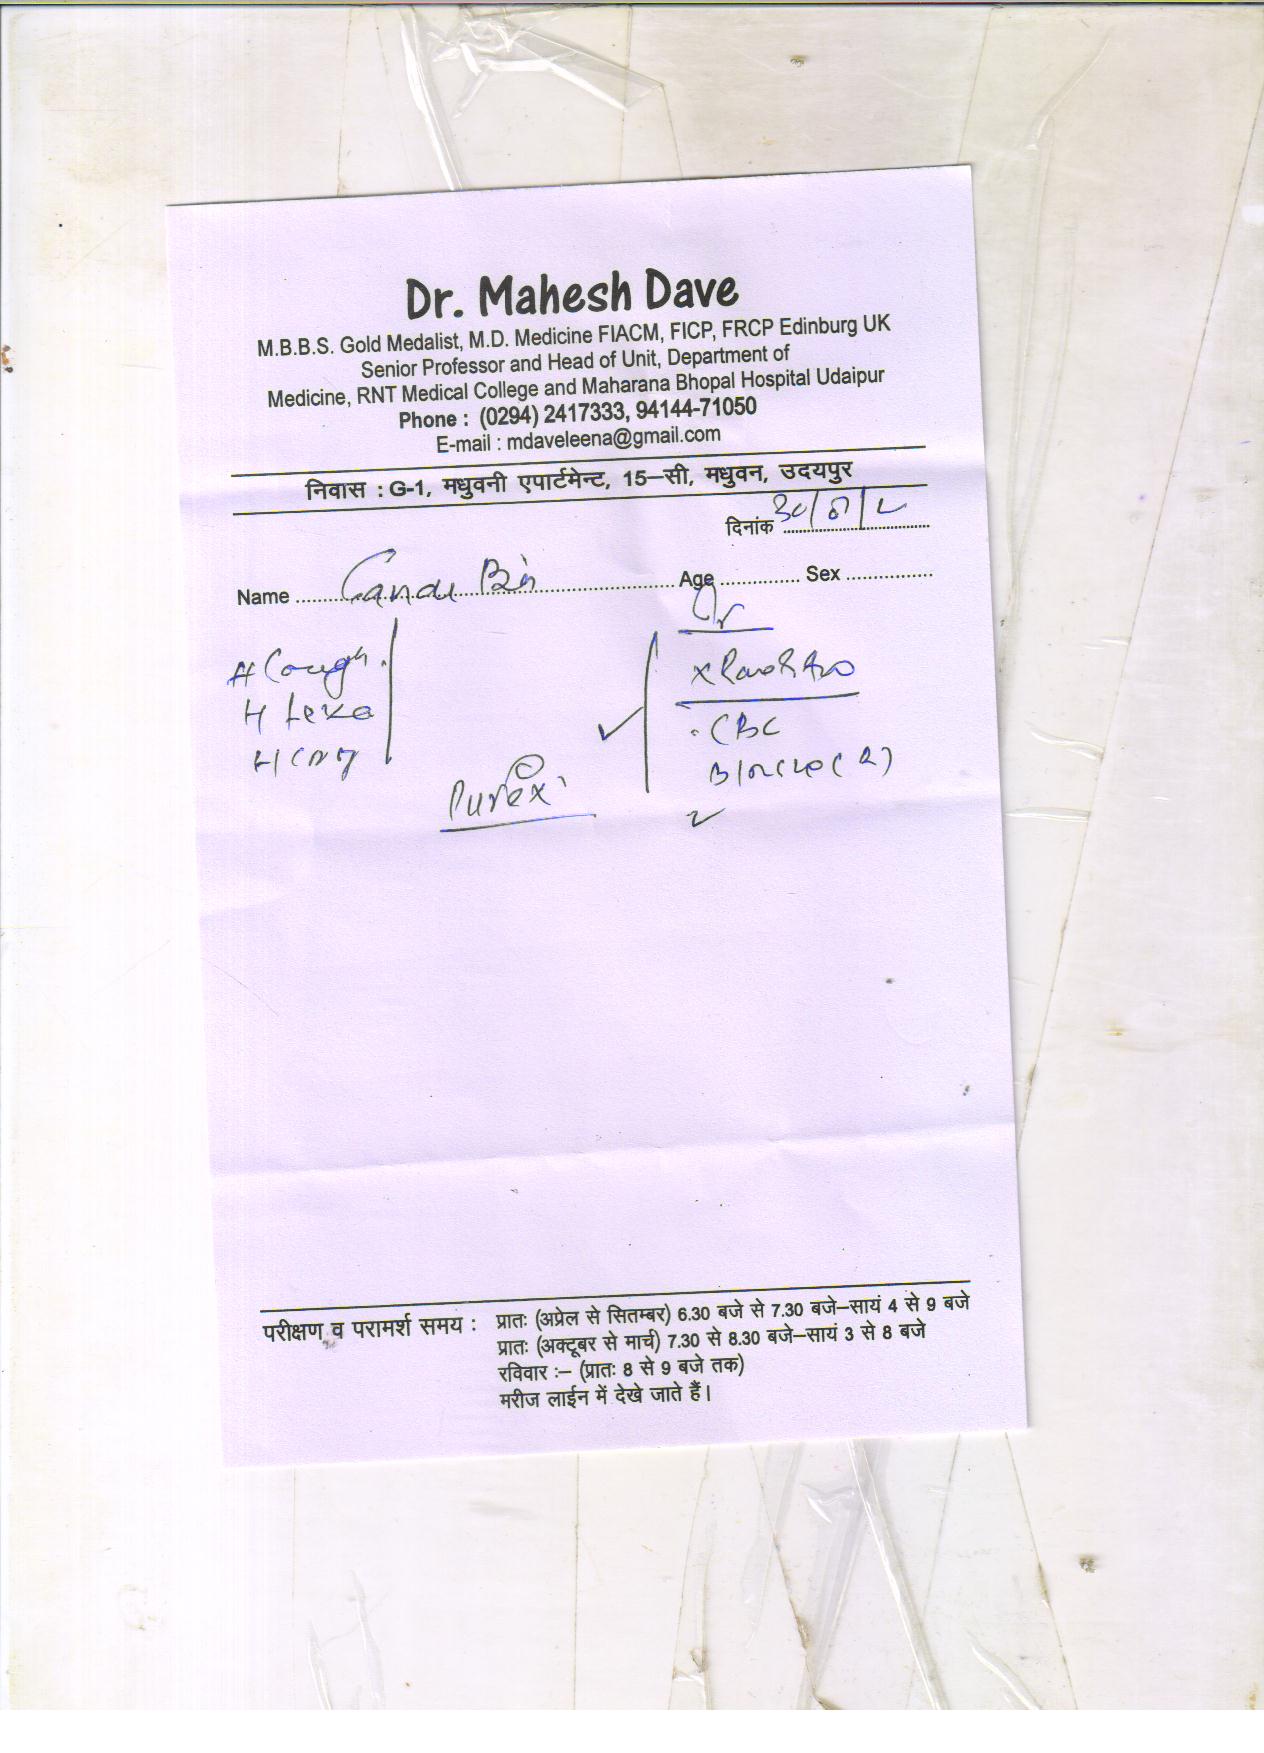 Dr. Mahesh Dave
M.B.B.S. Gold Medalist, M.D. Medicine FIACM, FICP, FRCP Edinburg UK
Senior Professor and Head of Unit, Department of
Medicine, RNT Medical College and Maharana Bhopal Hospital Udaipur
Phone : (0294) 2417333, 94144-71050
E-mail : mdaveleena@gmail.com
निवास : G-1, मधुवनी एपार्टमेन्ट, 15–सी, मधुवन, उदयपुर
दिनांक
Name Age Sex
Cough
CBC
परीक्षण व परामर्श समय : प्रातः (अप्रेल से सितम्बर) 6.30 बजे से 7.30 बजे–सायं 4 से 9 बजे
प्रातः (अक्टूबर से मार्च) 7.30 से 8.30 बजे–सायं 3 से 8 बजे
रविवार :– (प्रातः 8 से 9 बजे तक)
मरीज लाईन में देखे जाते हैं।